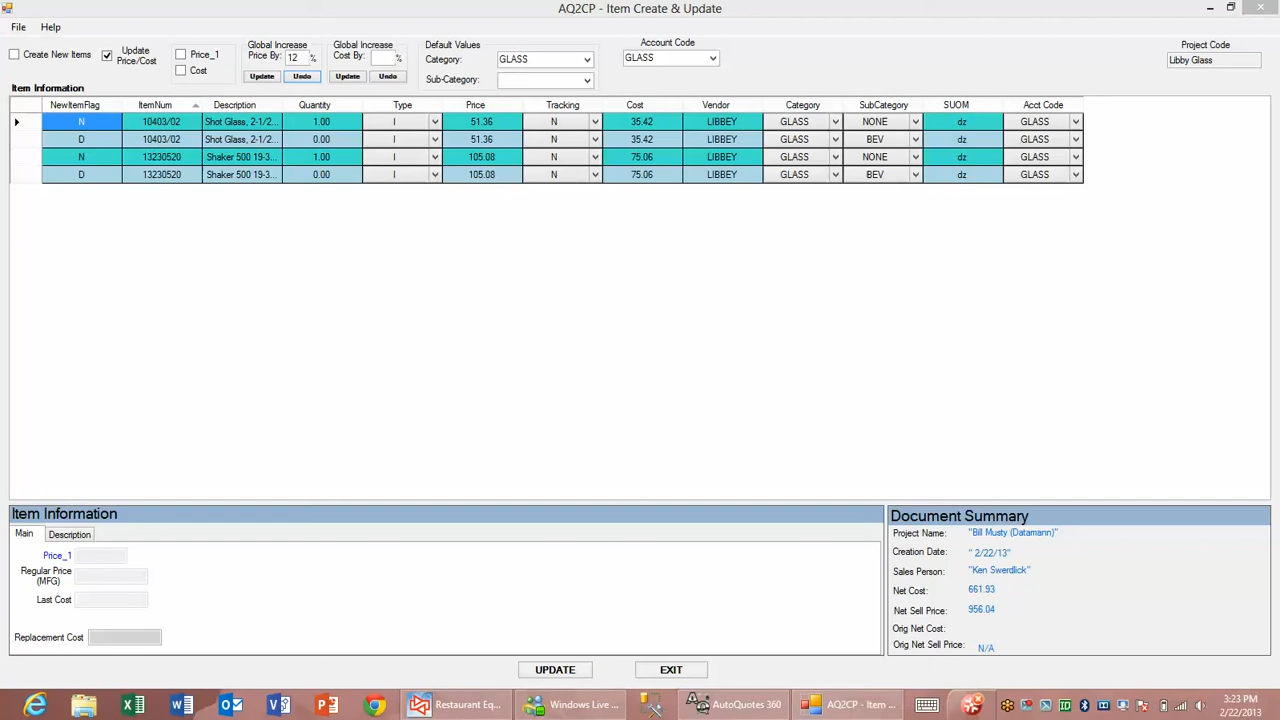 AQ2CP - Item Create & Update
File Help
Create New Items
Update Price/Cost
Price_1
Cost
Global Increase
Price By: 12 %
Update Undo
Global Increase
Cost By: %
Update Undo
Default Values
Category: GLASS
Sub-Category:
Account Code
GLASS
Project Code
Libby Glass
Item Information
NewItemFlag ItemNum Description Quantity Type Price Tracking Cost Vendor Category SubCategory SUOM Acct Code
N 10403/02 Shot Glass, 2-1/2... 1.00 I 51.36 N 35.42 LIBBEY GLASS NONE dz GLASS
D 10403/02 Shot Glass, 2-1/2... 0.00 I 51.36 N 35.42 LIBBEY GLASS BEV dz GLASS
N 13230520 Shaker 500 19-3... 1.00 I 105.08 N 75.06 LIBBEY GLASS NONE dz GLASS
D 13230520 Shaker 500 19-3... 0.00 I 105.08 N 75.06 LIBBEY GLASS BEV dz GLASS
Item Information
Main Description
Price_1
Regular Price
(MFG)
Last Cost
Replacement Cost
Document Summary
Project Name: "Bill Musty (Datamann)"
Creation Date: " 2/22/13"
Sales Person: "Ken Swerdlick"
Net Cost: 661.93
Net Sell Price: 956.04
Orig Net Cost:
Orig Net Sell Price: N/A
UPDATE EXIT
Restaurant Eq... Windows Live ... AutoQuotes 360 AQ2CP - Item ...
3:23 PM
2/22/2013